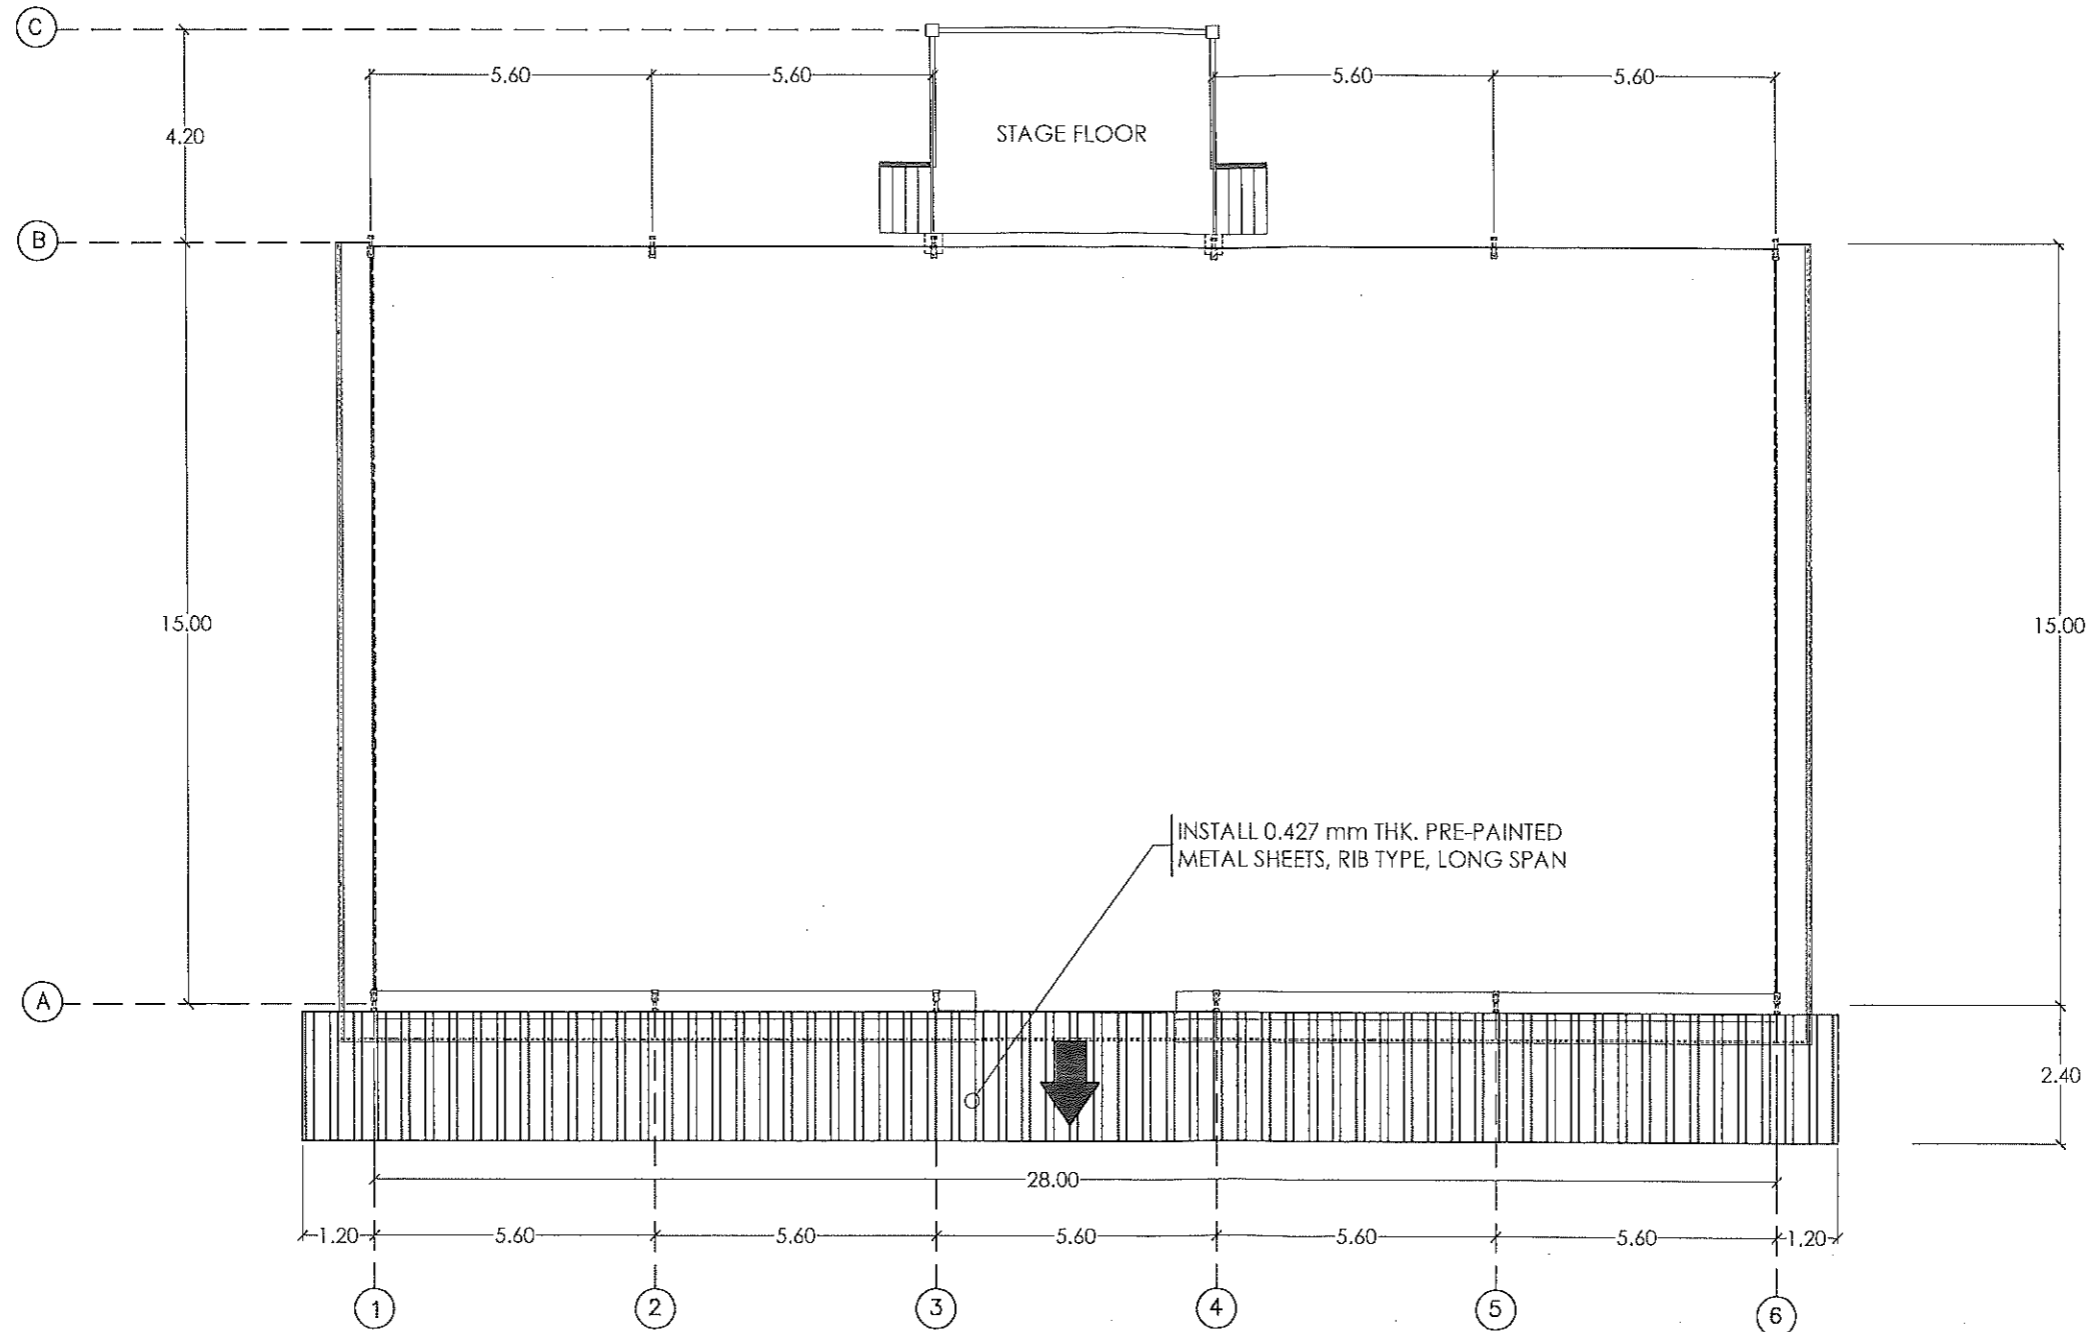 C
5.60 5.60 5.60 5.60
4.20
STAGE FLOOR
B
15.00 15.00
INSTALL 0.427 mm THK. PRE-PAINTED
METAL SHEETS, RIB TYPE, LONG SPAN
A
2.40
28.00
1.20 5.60 5.60 5.60 5.60 5.60 1.20
1 2 3 4 5 6